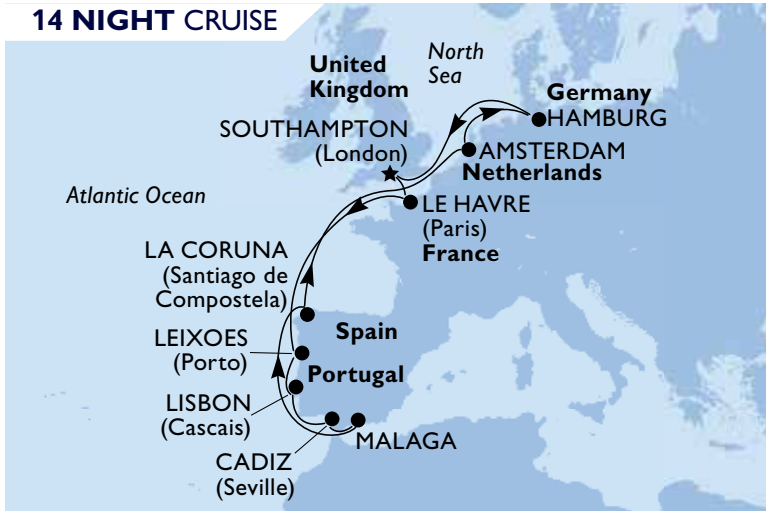 14 NIGHT CRUISE
North
Sea
United
Kingdom
Germany
HAMBURG
SOUTHAMPTON
(London)
AMSTERDAM
Netherlands
Atlantic Ocean
LE HAVRE
(Paris)
France
LA CORUNA
(Santiago de
Compostela)
Spain
LEIXOES
(Porto)
Portugal
LISBON
(Cascais)
MALAGA
CADIZ
(Seville)